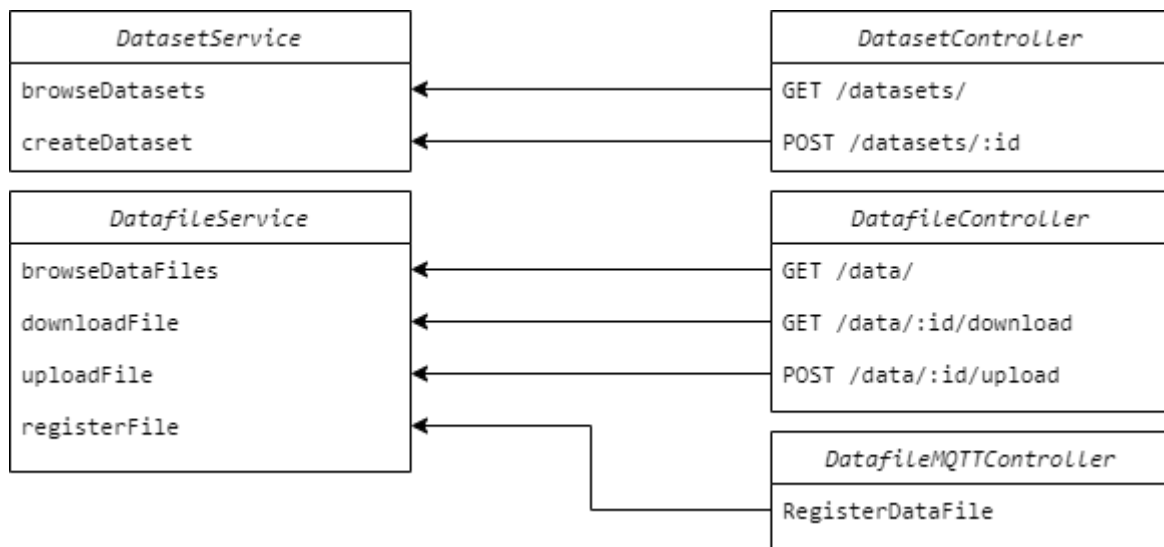 DatasetService
browseDatasets
createDataset
DatasetController
GET /datasets/
POST /datasets/:id
DatafileService
browseDataFiles
downloadFile
uploadFile
registerFile
DatafileController
GET /data/
GET /data/:id/download
POST /data/:id/upload
DatafileMQTTController
RegisterDataFile